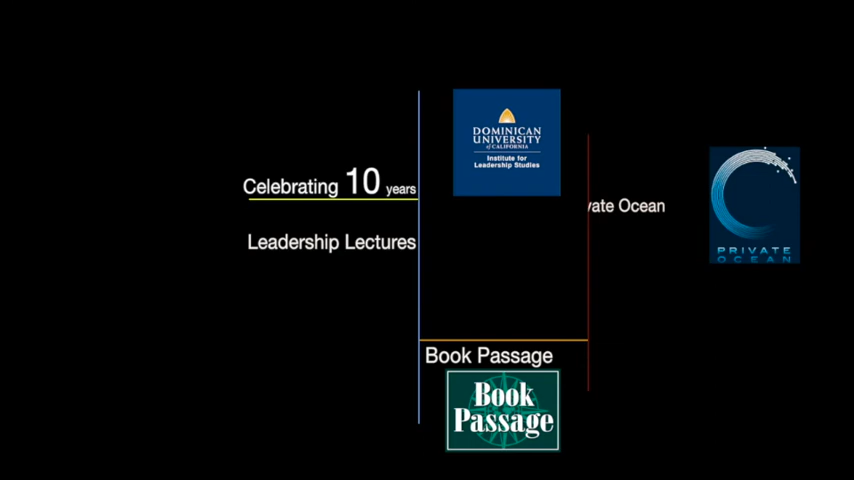 Celebrating 10 years
Leadership Lectures
DOMINICAN
UNIVERSITY
of CALIFORNIA
Institute for
Leadership Studies
vate Ocean
PRIVATE
OCEAN
Book Passage
Book
Passage